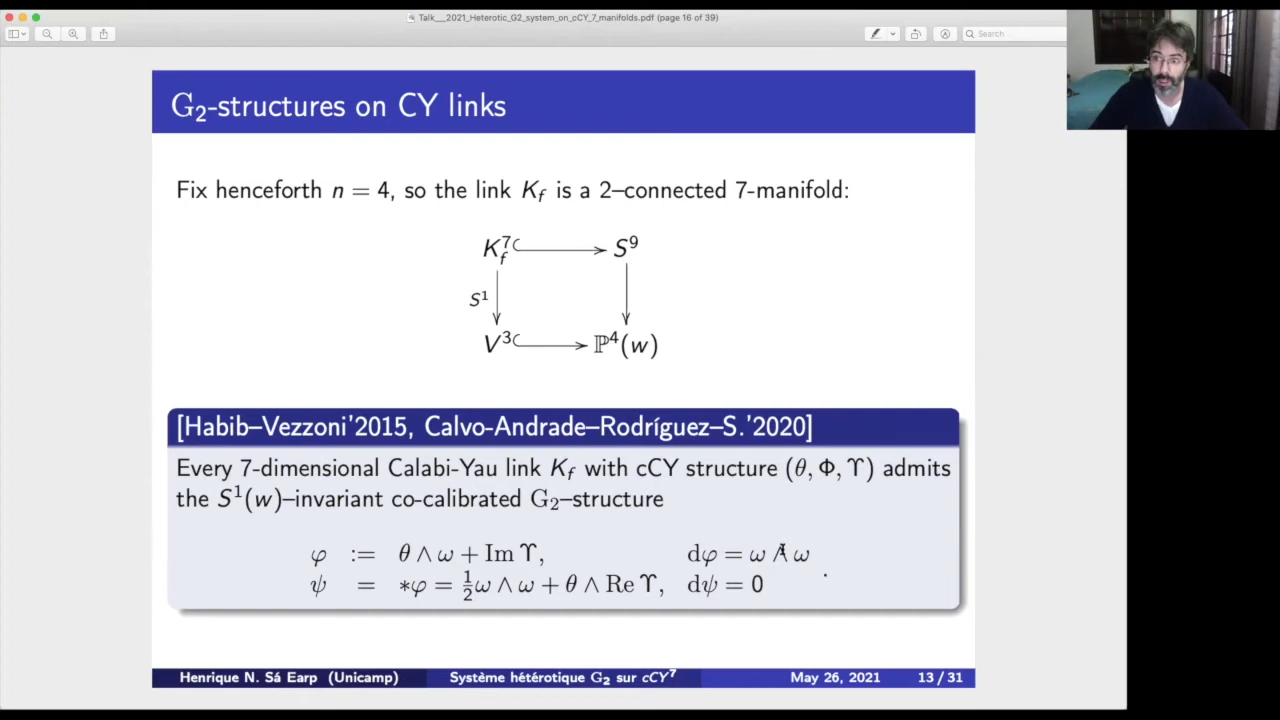 Talk__2021_Heterotic_G2_system_on_cCY_7_manifolds.pdf (page 16 of 39)
Search
G₂-structures on CY links
Fix henceforth n = 4, so the link K_f is a 2–connected 7-manifold:
K_f^7 S^9
S^1
V^3 ℙ^4(w)
[Habib–Vezzoni'2015, Calvo-Andrade–Rodríguez–S.'2020]
Every 7-dimensional Calabi-Yau link K_f with cCY structure (θ, Φ, ϒ) admits
the S^1(w)–invariant co-calibrated G₂–structure
φ := θ ∧ ω + Im ϒ, dφ = ω ∧ ω
ψ = *φ = ½ω ∧ ω + θ ∧ Re ϒ, dψ = 0 .
Henrique N. Sá Earp (Unicamp) Système hétérotique G₂ sur cCY^7 May 26, 2021 13 / 31